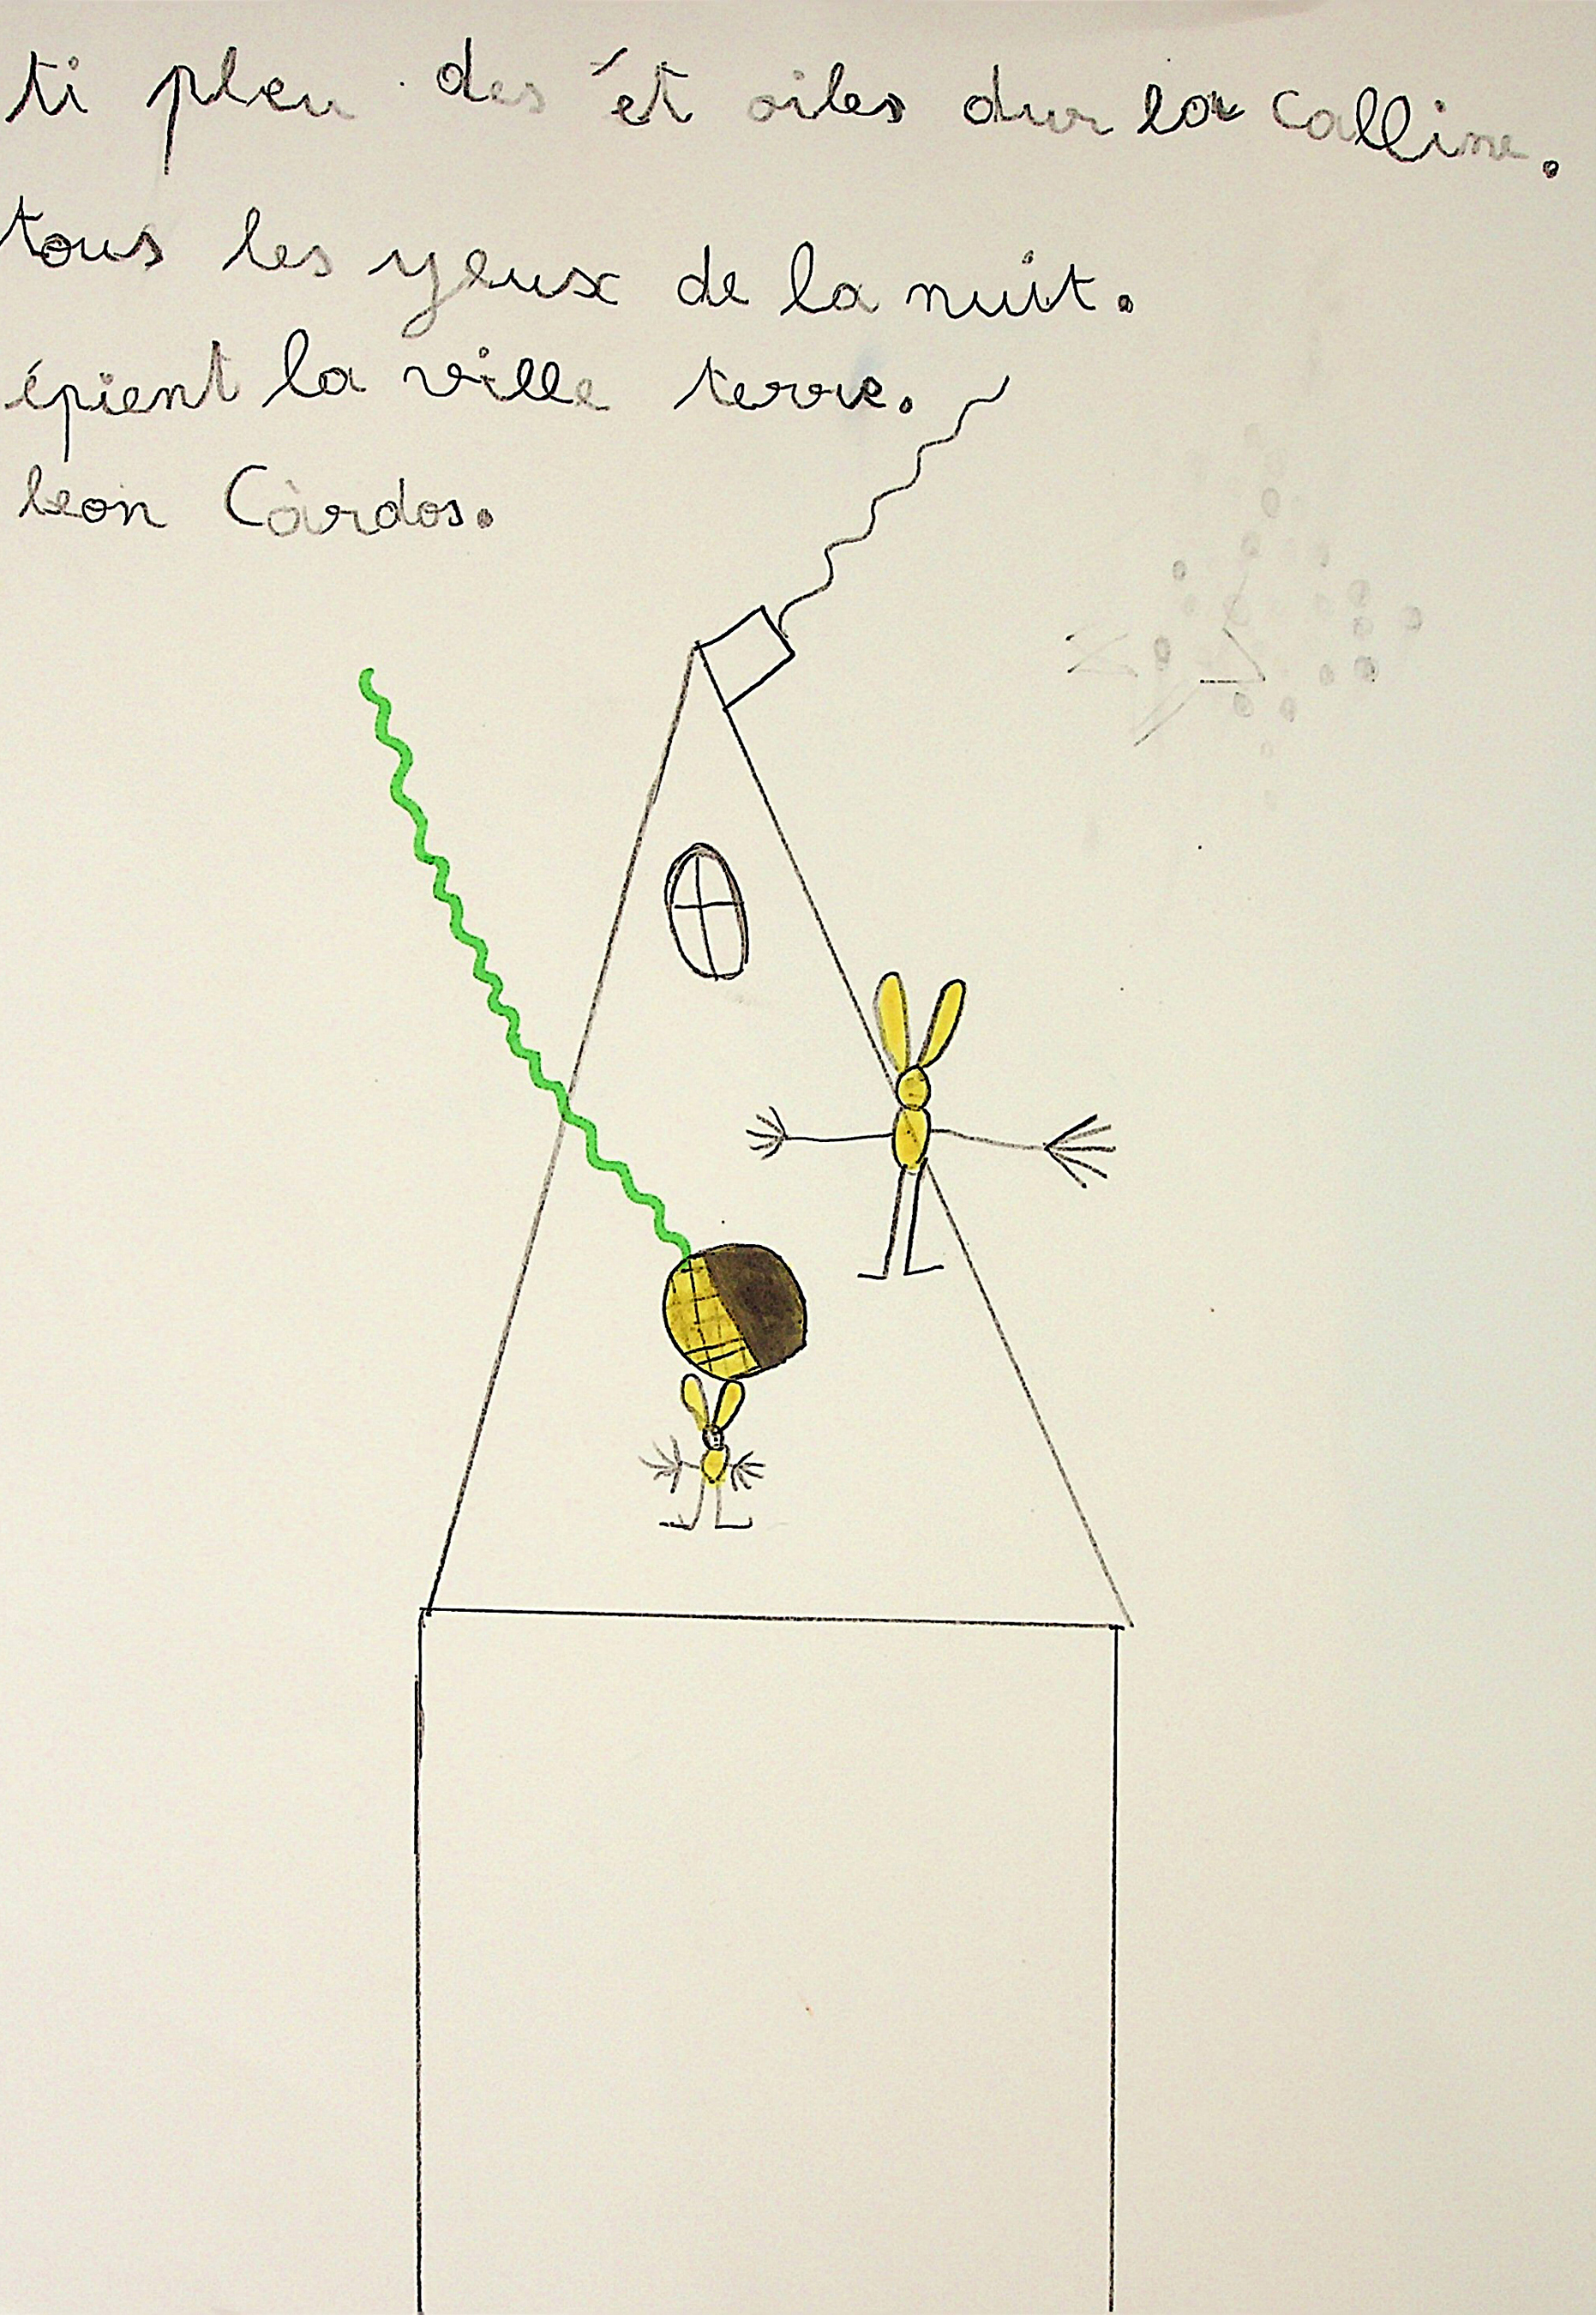 ti pleu des ét oiles dur la Colline.
tous les yeux de la nuit.
épient la ville terre.
leon Càrdos.